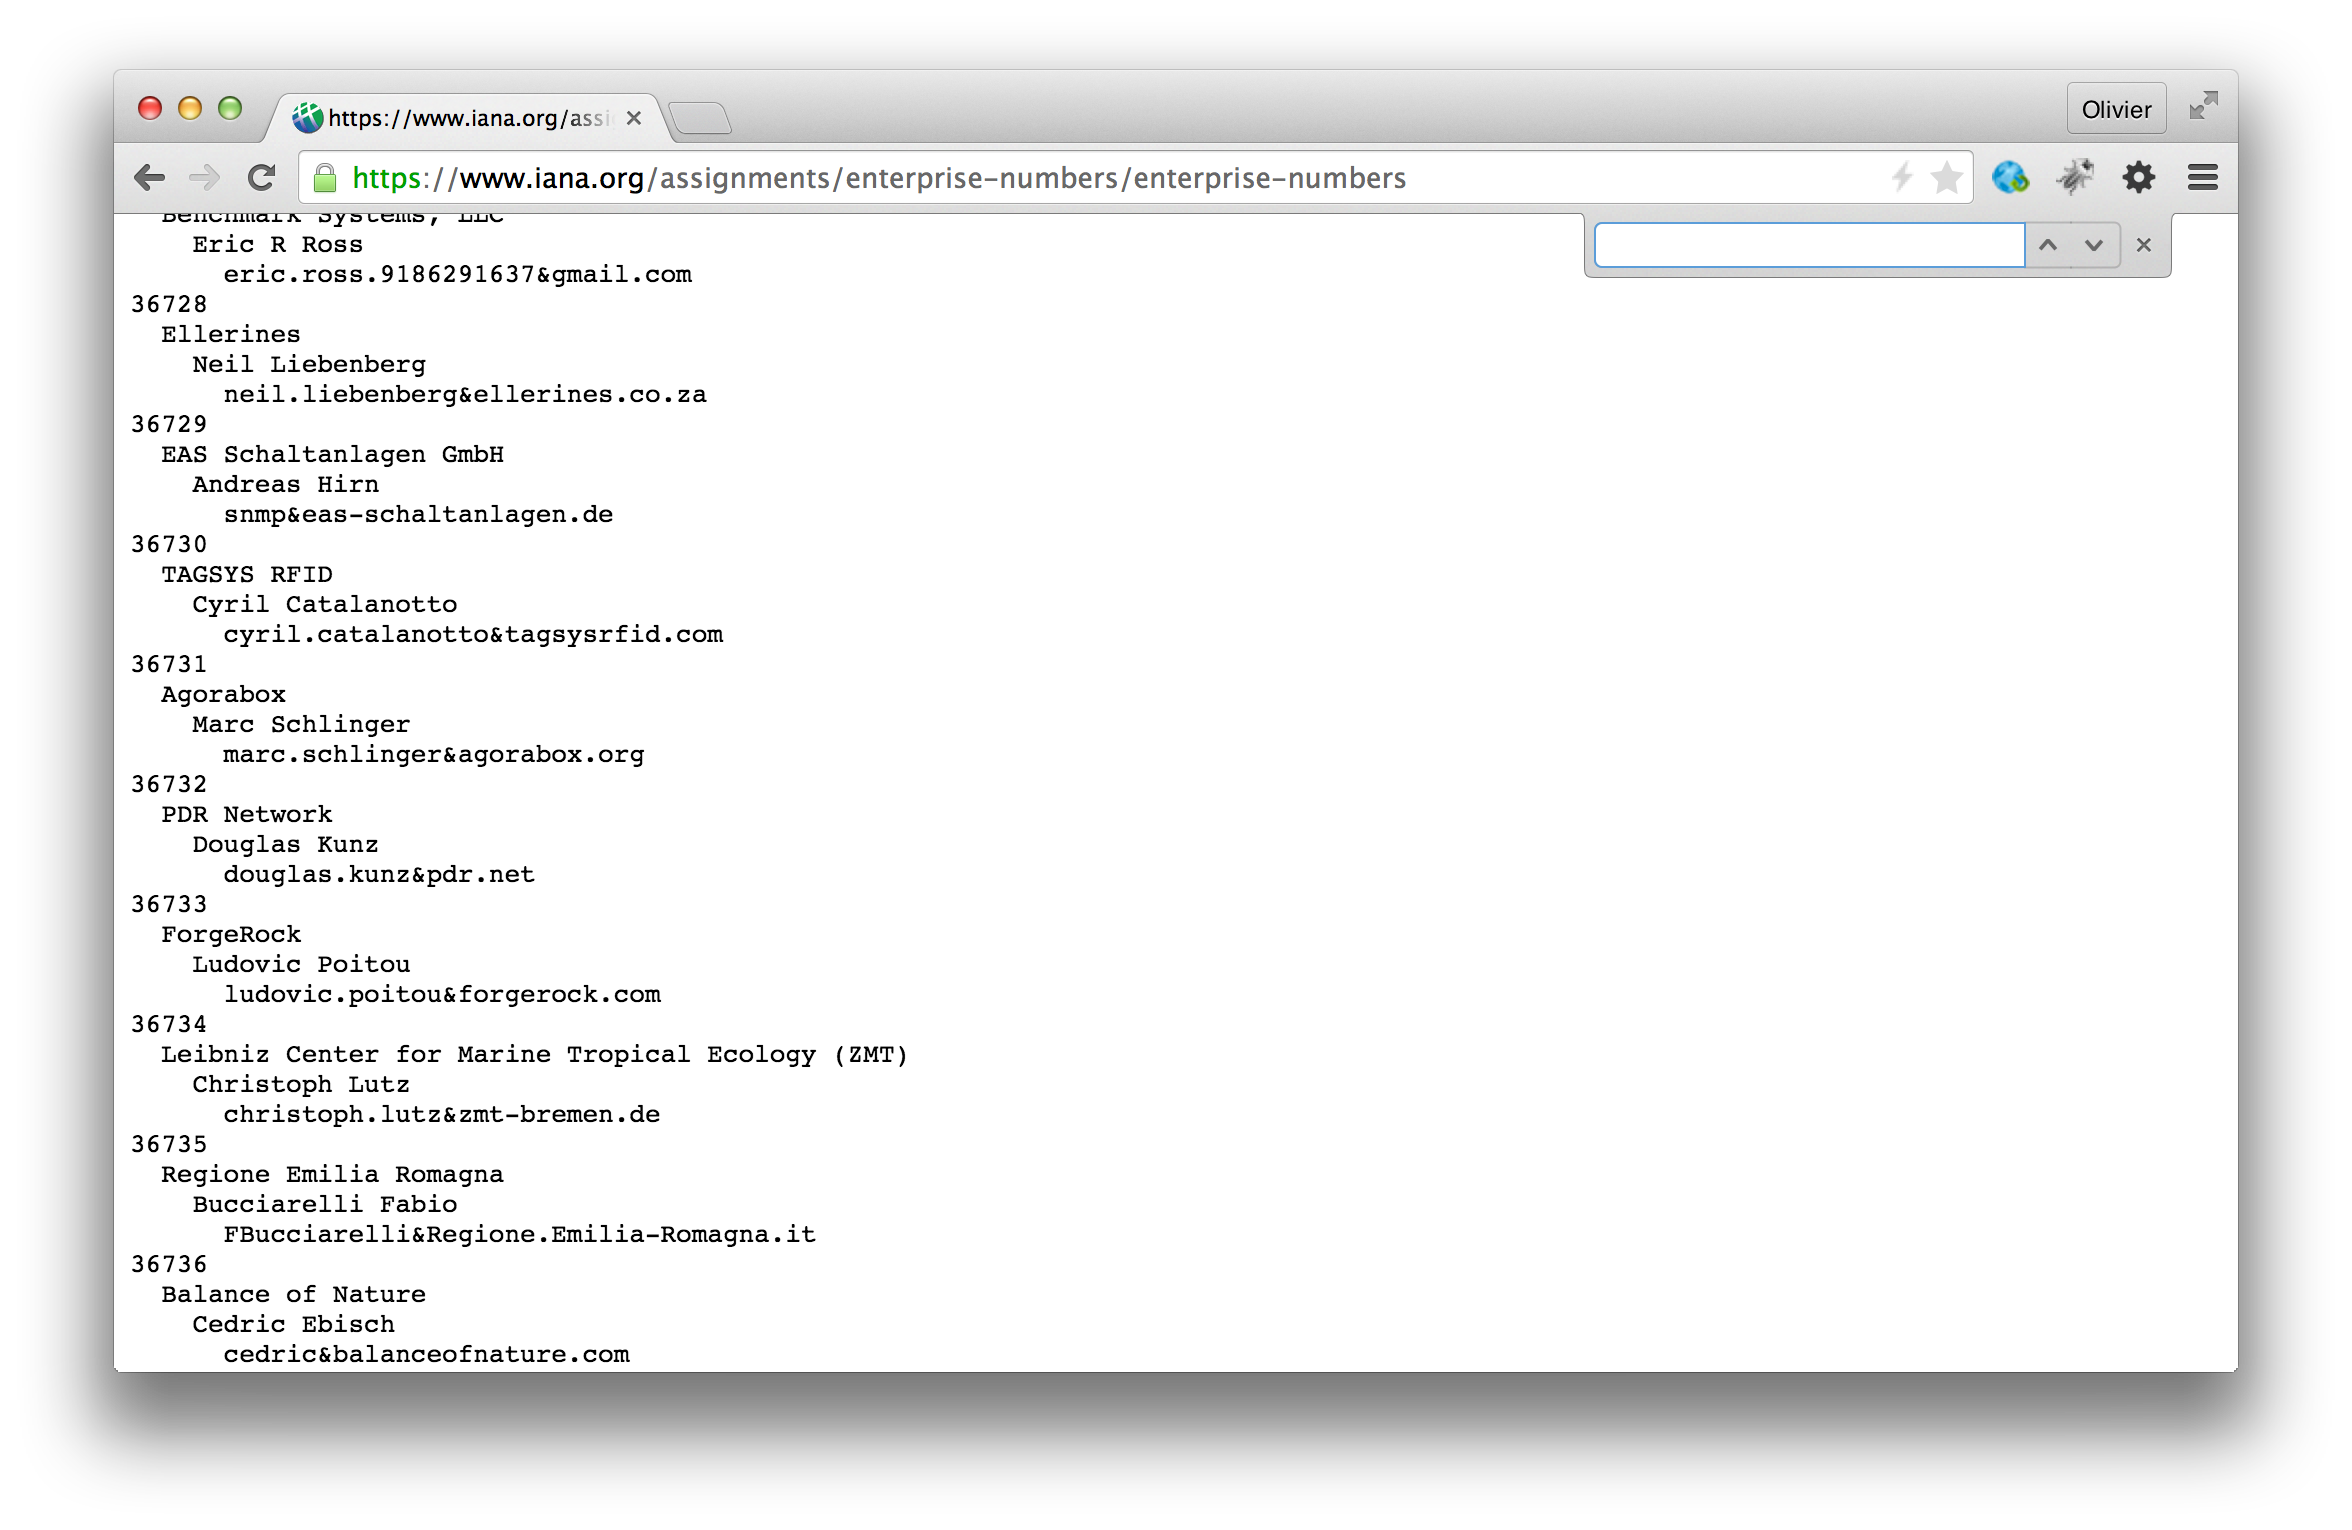 https://www.iana.org/assi
Olivier
https://www.iana.org/assignments/enterprise-numbers/enterprise-numbers
Benchmark Systems, LLC
Eric R Ross
eric.ross.9186291637&gmail.com
36728
Ellerines
Neil Liebenberg
neil.liebenberg&ellerines.co.za
36729
EAS Schaltanlagen GmbH
Andreas Hirn
snmp&eas-schaltanlagen.de
36730
TAGSYS RFID
Cyril Catalanotto
cyril.catalanotto&tagsysrfid.com
36731
Agorabox
Marc Schlinger
marc.schlinger&agorabox.org
36732
PDR Network
Douglas Kunz
douglas.kunz&pdr.net
36733
ForgeRock
Ludovic Poitou
ludovic.poitou&forgerock.com
36734
Leibniz Center for Marine Tropical Ecology (ZMT)
Christoph Lutz
christoph.lutz&zmt-bremen.de
36735
Regione Emilia Romagna
Bucciarelli Fabio
FBucciarelli&Regione.Emilia-Romagna.it
36736
Balance of Nature
Cedric Ebisch
cedric&balanceofnature.com